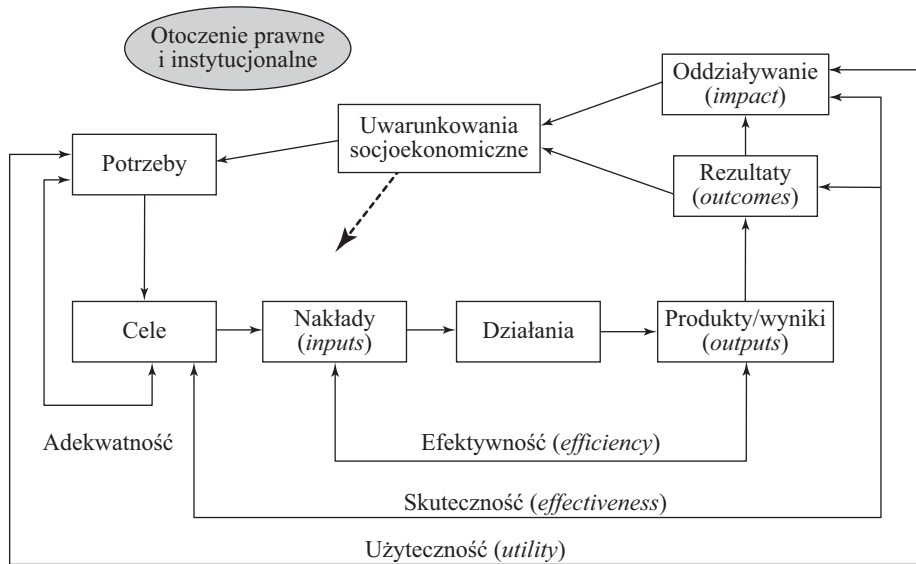 Otoczenie prawne
i instytucjonalne
Oddziaływanie
(impact)
Uwarunkowania
socjoekonomiczne
Potrzeby
Rezultaty
(outcomes)
Cele
Nakłady
(inputs)
Działania
Produkty/wyniki
(outputs)
Adekwatność
Efektywność (efficiency)
Skuteczność (effectiveness)
Użyteczność (utility)